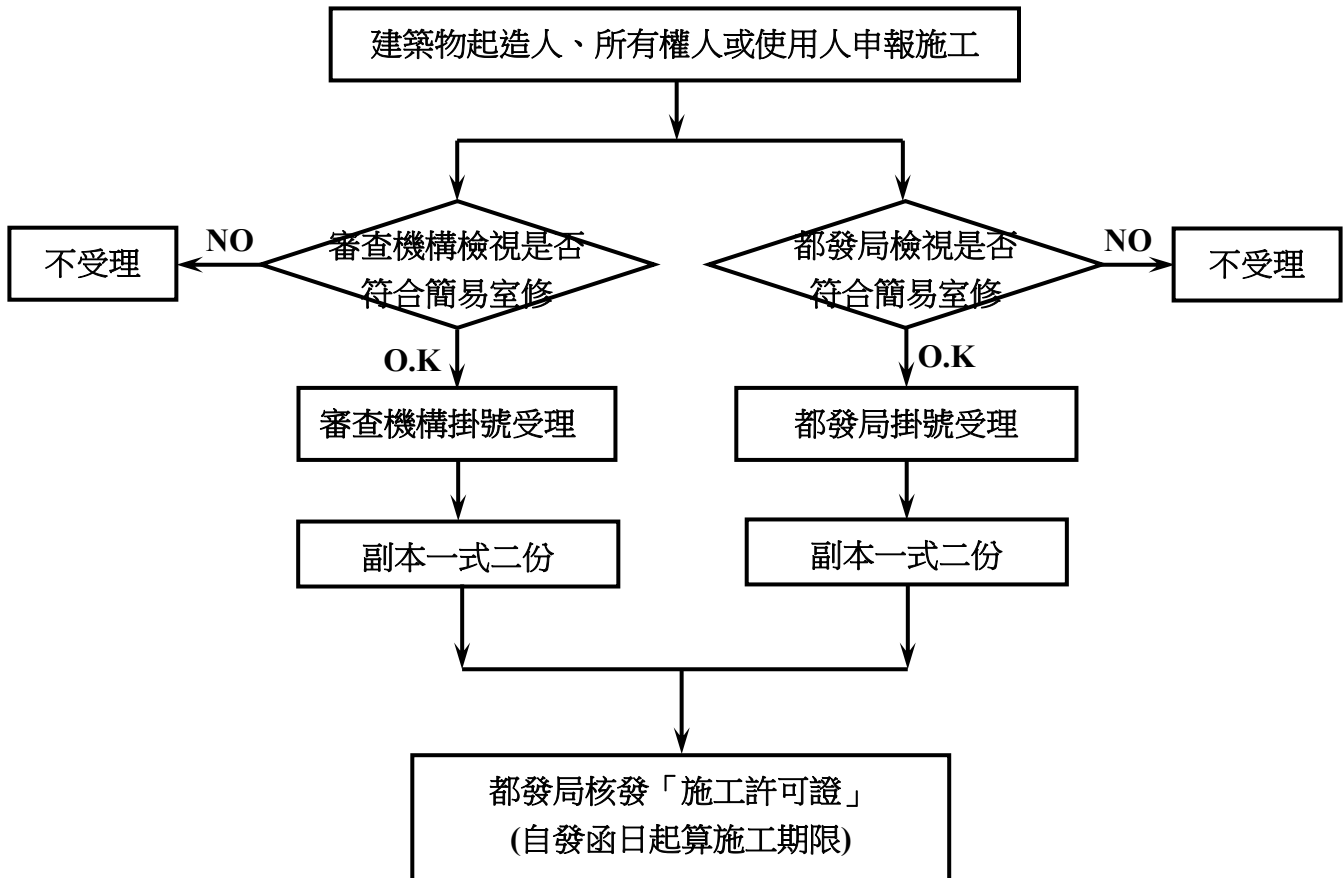 建築物起造人、所有權人或使用人申報施工
審查機構檢視是否
符合簡易室修
NO
不受理
都發局檢視是否
符合簡易室修
NO
不受理
O.K
O.K
審查機構掛號受理
都發局掛號受理
副本一式二份
副本一式二份
都發局核發「施工許可證」
(自發函日起算施工期限)